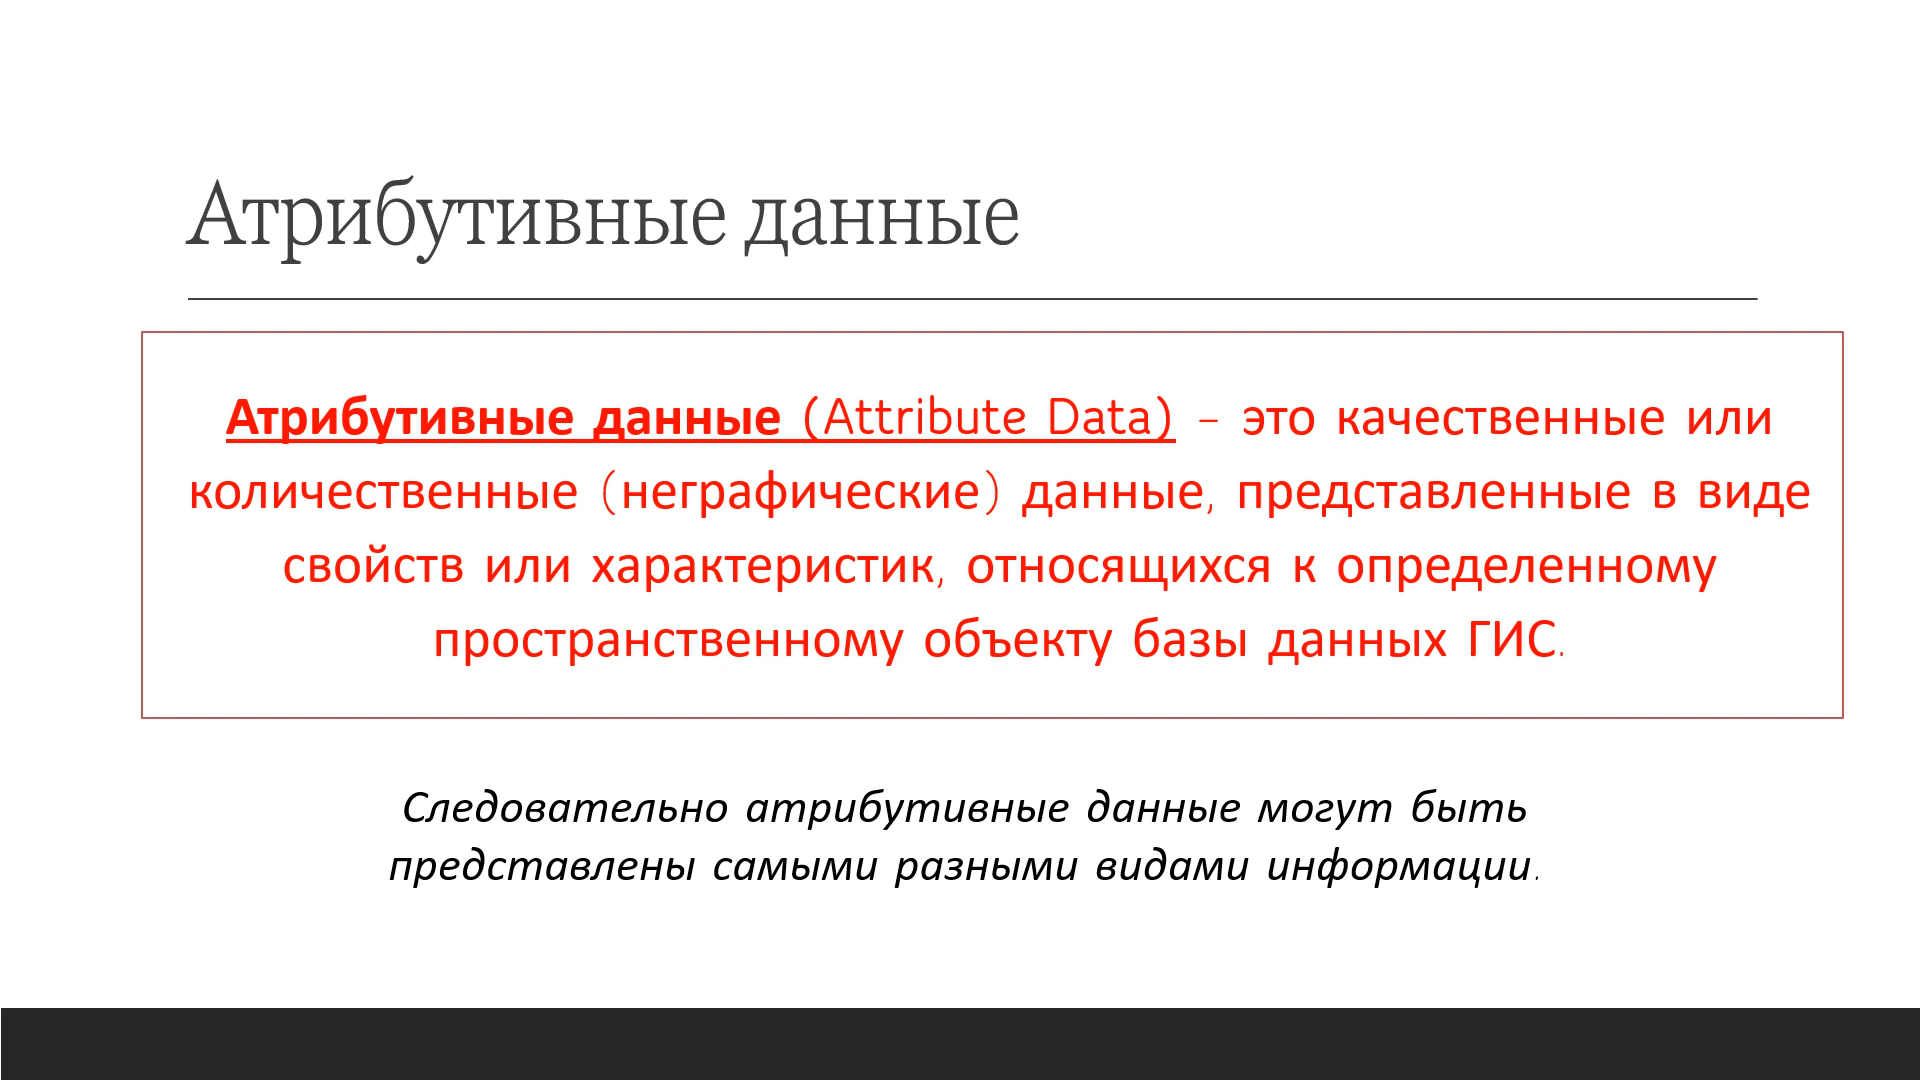 Атрибутивные данные
Атрибутивные данные (Attribute Data) – это качественные или
количественные (неграфические) данные, представленные в виде
свойств или характеристик, относящихся к определенному
пространственному объекту базы данных ГИС.
Следовательно атрибутивные данные могут быть
представлены самыми разными видами информации.